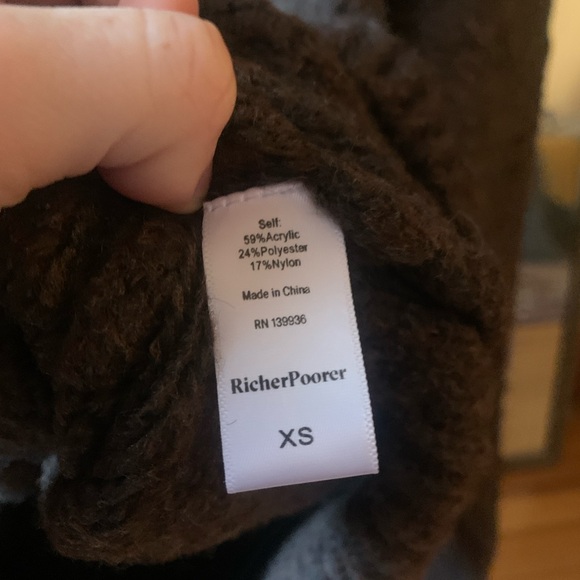 Self:
59%Acrylic
24%Polyester
17%Nylon
Made in China
RN 139936
RicherPoorer
XS